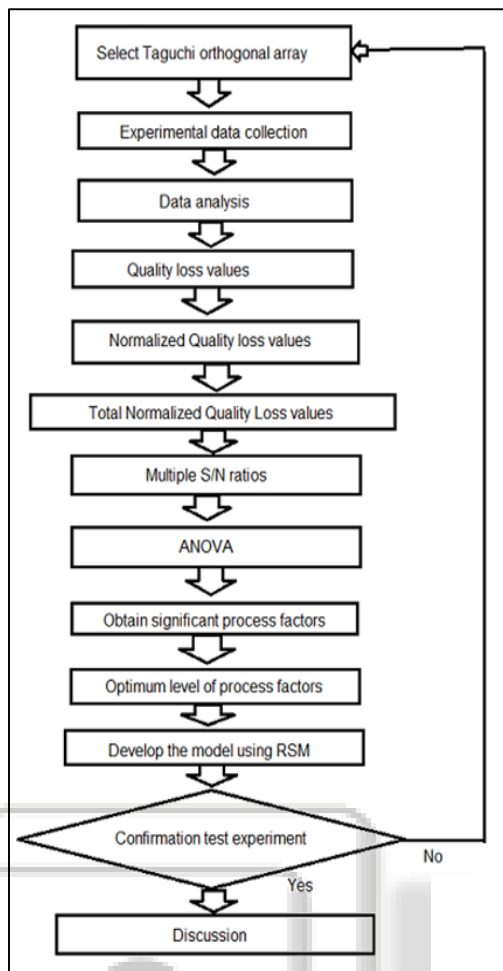 Select Taguchi orthogonal array
Experimental data collection
Data analysis
Quality loss values
Normalized Quality loss values
Total Normalized Quality Loss values
Multiple S/N ratios
ANOVA
Obtain significant process factors
Optimum level of process factors
Develop the model using RSM
Confirmation test experiment
No
Yes
Discussion